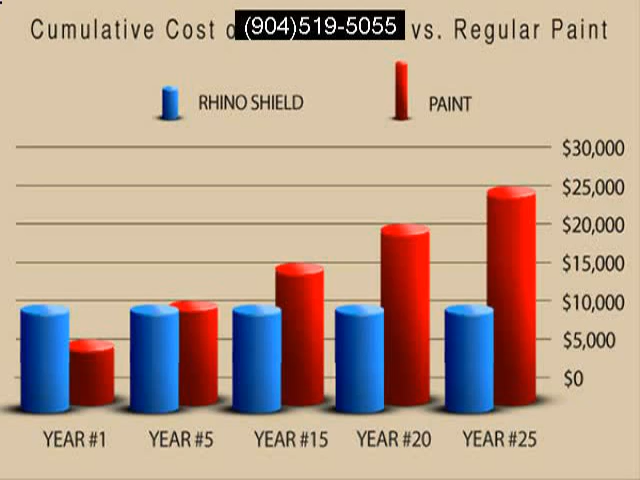 Cumulative Cost (904)519-5055 vs. Regular Paint
RHINO SHIELD PAINT
$30,000
$25,000
$20,000
$15,000
$10,000
$5,000
$0
YEAR #1 YEAR #5 YEAR #15 YEAR #20 YEAR #25